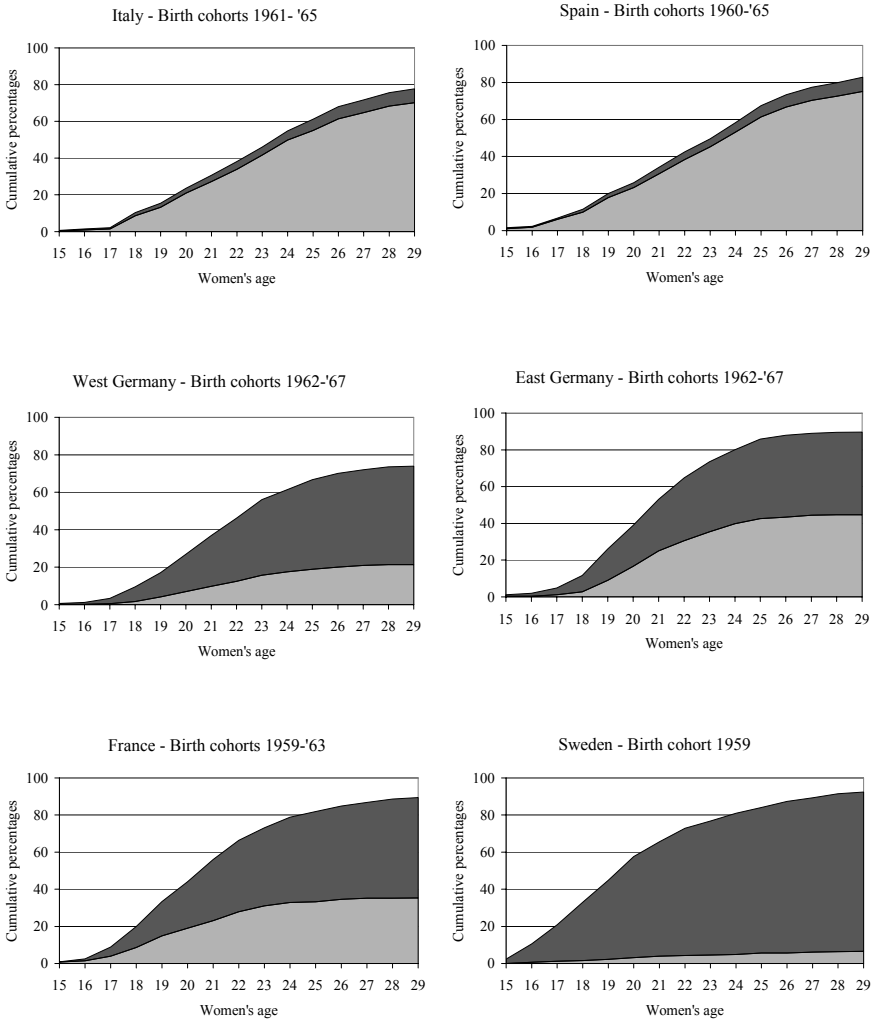 Italy - Birth cohorts 1961- '65
Cumulative percentages
100
80
60
40
20
0
15 16 17 18 19 20 21 22 23 24 25 26 27 28 29
Women's age
Spain - Birth cohorts 1960-'65
Cumulative percentages
100
80
60
40
20
0
15 16 17 18 19 20 21 22 23 24 25 26 27 28 29
Women's age
West Germany - Birth cohorts 1962-'67
Cumulative percentages
100
80
60
40
20
0
15 16 17 18 19 20 21 22 23 24 25 26 27 28 29
Women's age
East Germany - Birth cohorts 1962-'67
Cumulative percentages
100
80
60
40
20
0
15 16 17 18 19 20 21 22 23 24 25 26 27 28 29
Women's age
France - Birth cohorts 1959-'63
Cumulative percentages
100
80
60
40
20
0
15 16 17 18 19 20 21 22 23 24 25 26 27 28 29
Women's age
Sweden - Birth cohort 1959
Cumulative percentages
100
80
60
40
20
0
15 16 17 18 19 20 21 22 23 24 25 26 27 28 29
Women's age